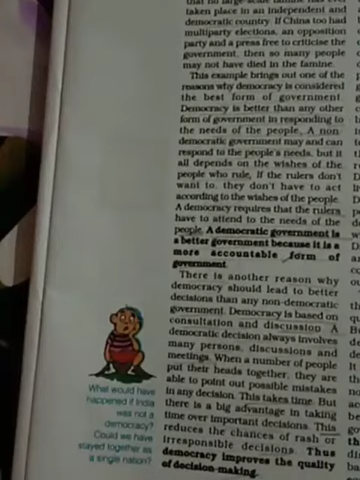 that no large-scale famine has ever
taken place in an independent and
democratic country. If China too had
multiparty elections, an opposition
party and a press free to criticise the
government, then so many people
may not have died in the famine.
This example brings out one of the
reasons why democracy is considered
the best form of government.
Democracy is better than any other
form of government in responding to
the needs of the people. A non-
democratic government may and can
respond to the people's needs, but it
all depends on the wishes of the
people who rule. If the rulers don't
want to, they don't have to act
according to the wishes of the people.
A democracy requires that the rulers
have to attend to the needs of the
people. A democratic government is
a better government because it is a
more accountable form of
government.
There is another reason why
democracy should lead to better
decisions than any non-democratic
government. Democracy is based on
consultation and discussion. A
democratic decision always involves
many persons, discussions and
meetings. When a number of people
put their heads together, they are
able to point out possible mistakes
in any decision. This takes time. But
there is a big advantage in taking
time over important decisions. This
reduces the chances of rash or
irresponsible decisions. Thus
democracy improves the quality
of decision-making.
What would have
happened if India
was not a
democracy?
Could we have
stayed together as
a single nation?